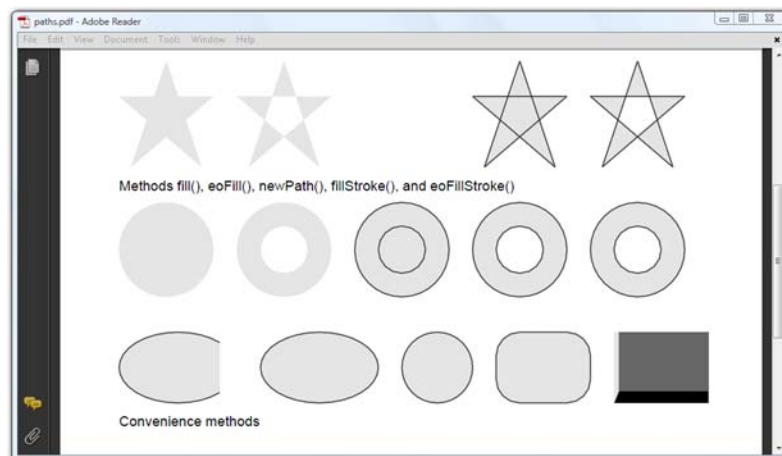 paths.pdf - Adobe Reader
File Edit View Document Tools Window Help
Methods fill(), eoFill(), newPath(), fillStroke(), and eoFillStroke()
Convenience methods